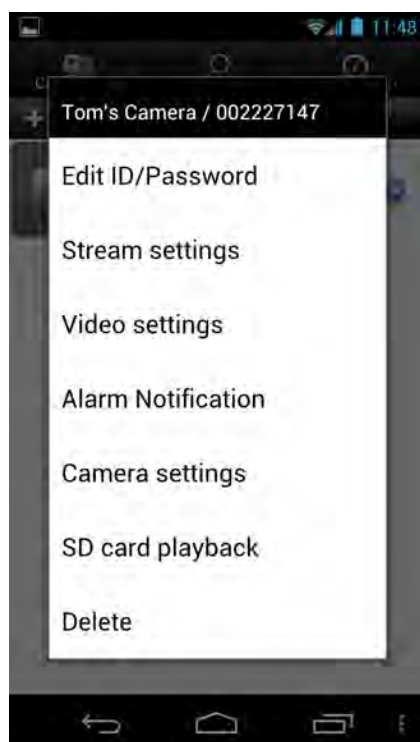 11:48
Tom's Camera / 002227147
Edit ID/Password
Stream settings
Video settings
Alarm Notification
Camera settings
SD card playback
Delete